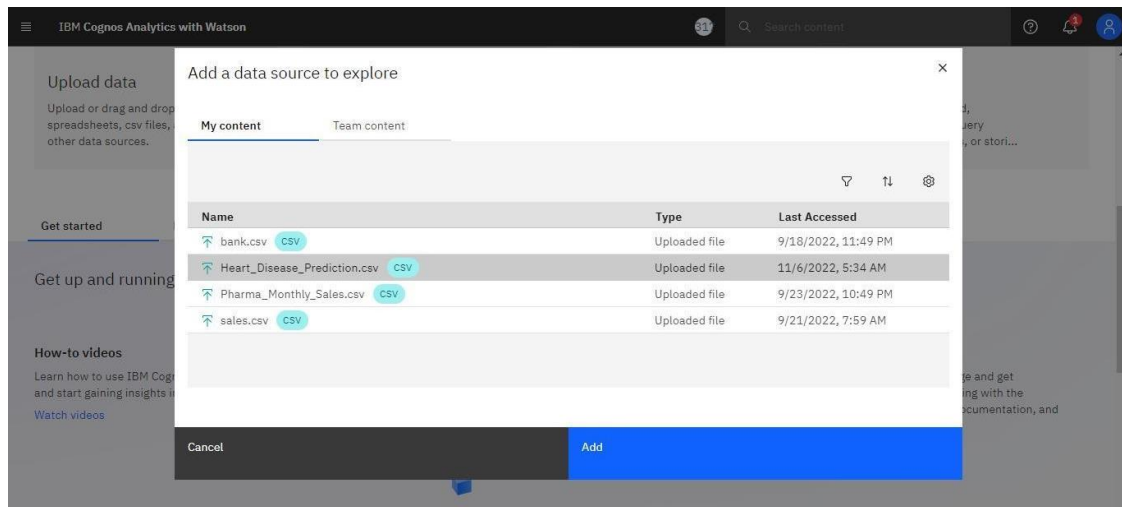 IBM Cognos Analytics with Watson
Search content
1
Upload data
Upload or drag and drop
spreadsheets, csv files,
other data sources.
Add a data source to explore
My content Team content
Name Type Last Accessed
bank.csv CSV Uploaded file 9/18/2022, 11:49 PM
Heart_Disease_Prediction.csv CSV Uploaded file 11/6/2022, 5:34 AM
Pharma_Monthly_Sales.csv CSV Uploaded file 9/23/2022, 10:49 PM
sales.csv CSV Uploaded file 9/21/2022, 7:59 AM
Cancel Add
, or stori...
Get started
Get up and running
How-to videos
Learn how to use IBM Cog
and start gaining insights
Watch videos
and get
ing with the
and